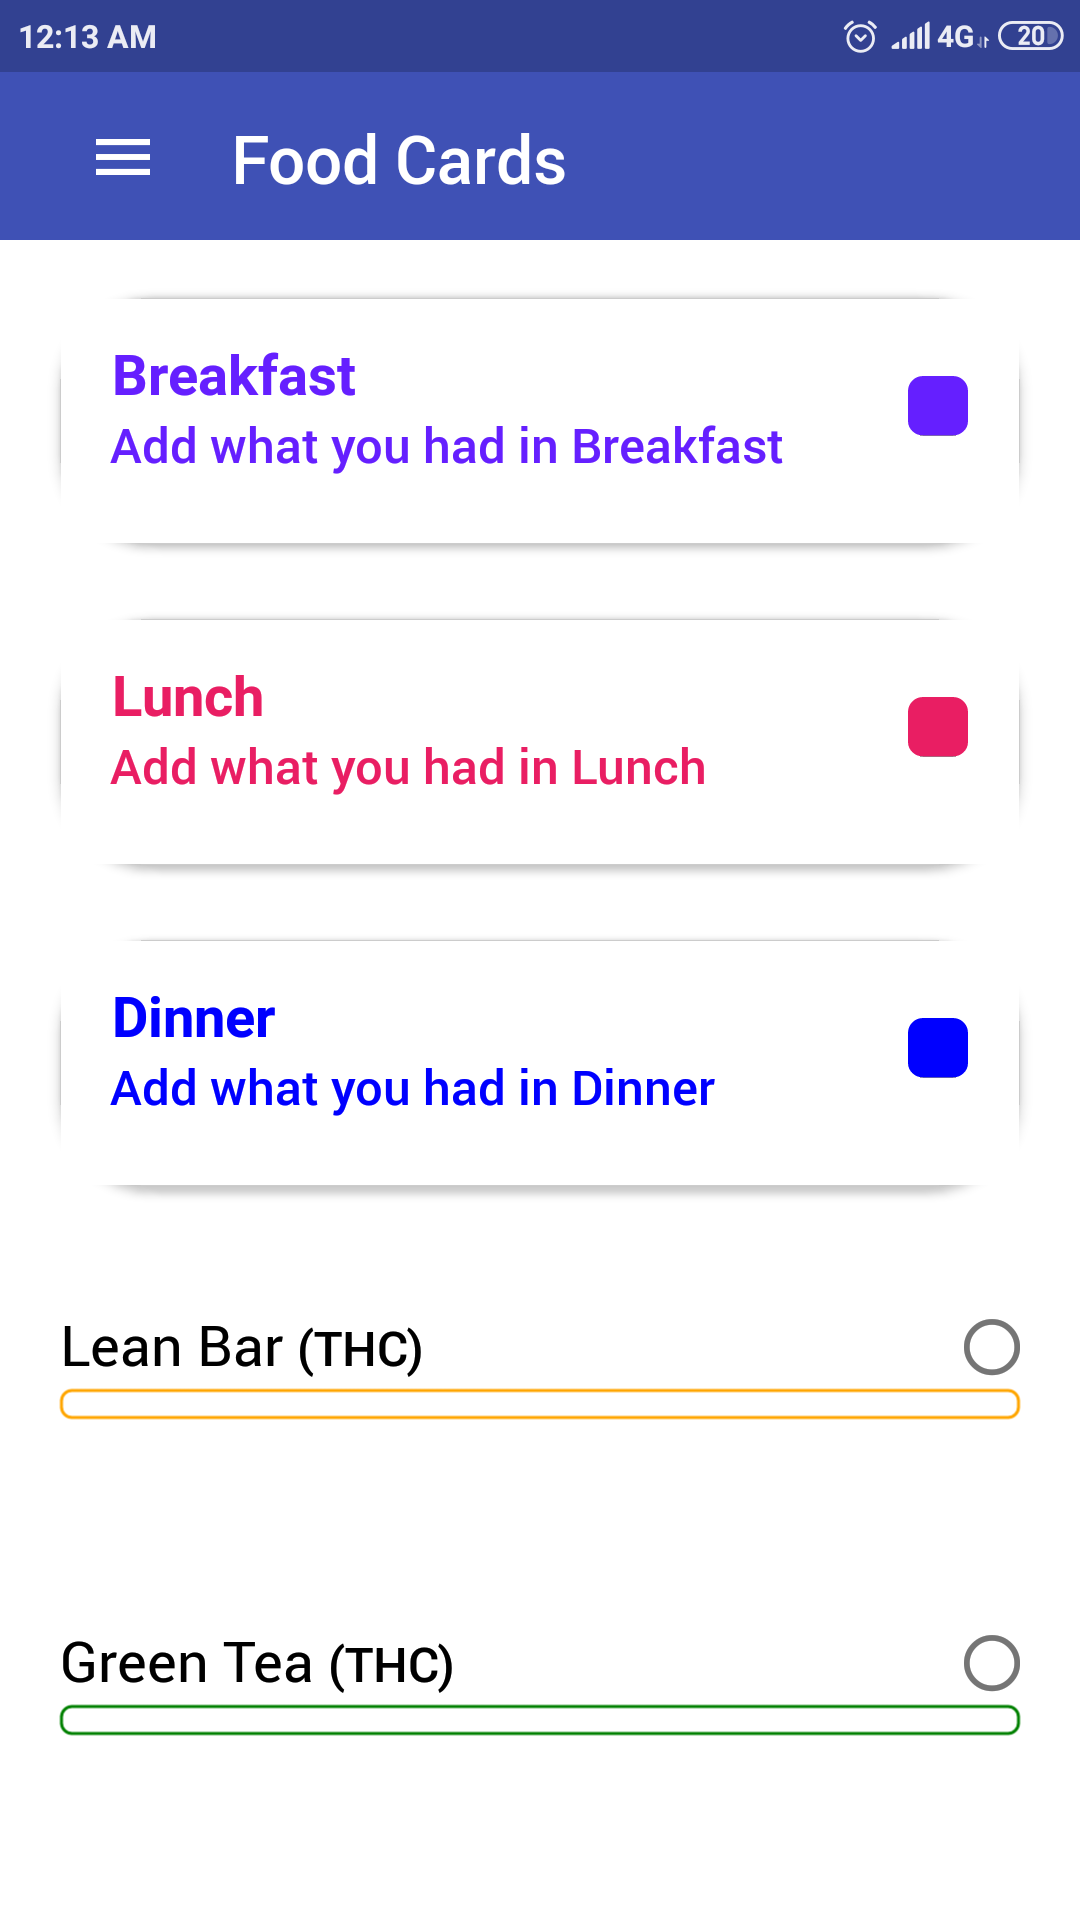 12:13 AM 4G 20
Food Cards
Breakfast
Add what you had in Breakfast
Lunch
Add what you had in Lunch
Dinner
Add what you had in Dinner
Lean Bar (THC)
Green Tea (THC)